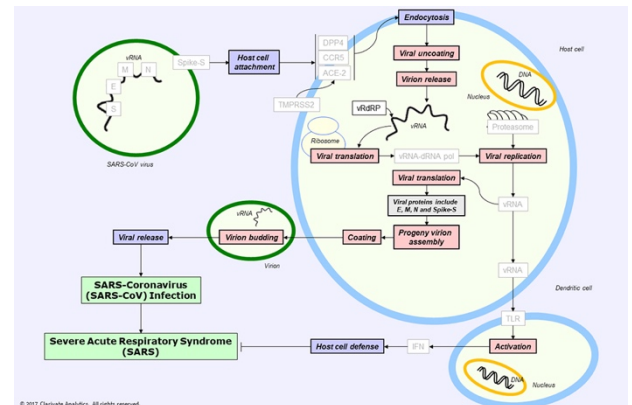 Endocytosis
vRNA
M
N
E
S
Spike-S
Host cell
attachment
DPP4
CCR5
ACE-2
TMPRSS2
Viral uncoating
Virion release
Host cell
DNA
Nucleus
vRdRP
vRNA
Ribosome
Proteasome
SARS-CoV virus
Viral translation
vRNA-dRNA pol
Viral replication
Viral translation
Viral proteins include
E, M, N and Spike-S
vRNA
vRNA
Viral release
Virion budding
Coating
Progeny virion
assembly
Virion
SARS-Coronavirus
(SARS-CoV) Infection
vRNA
Dendritic cell
TLR
Severe Acute Respiratory Syndrome
(SARS)
Host cell defense
IFN
Activation
DNA
Nucleus
© 2017 Clarivate Analytics. All rights reserved.